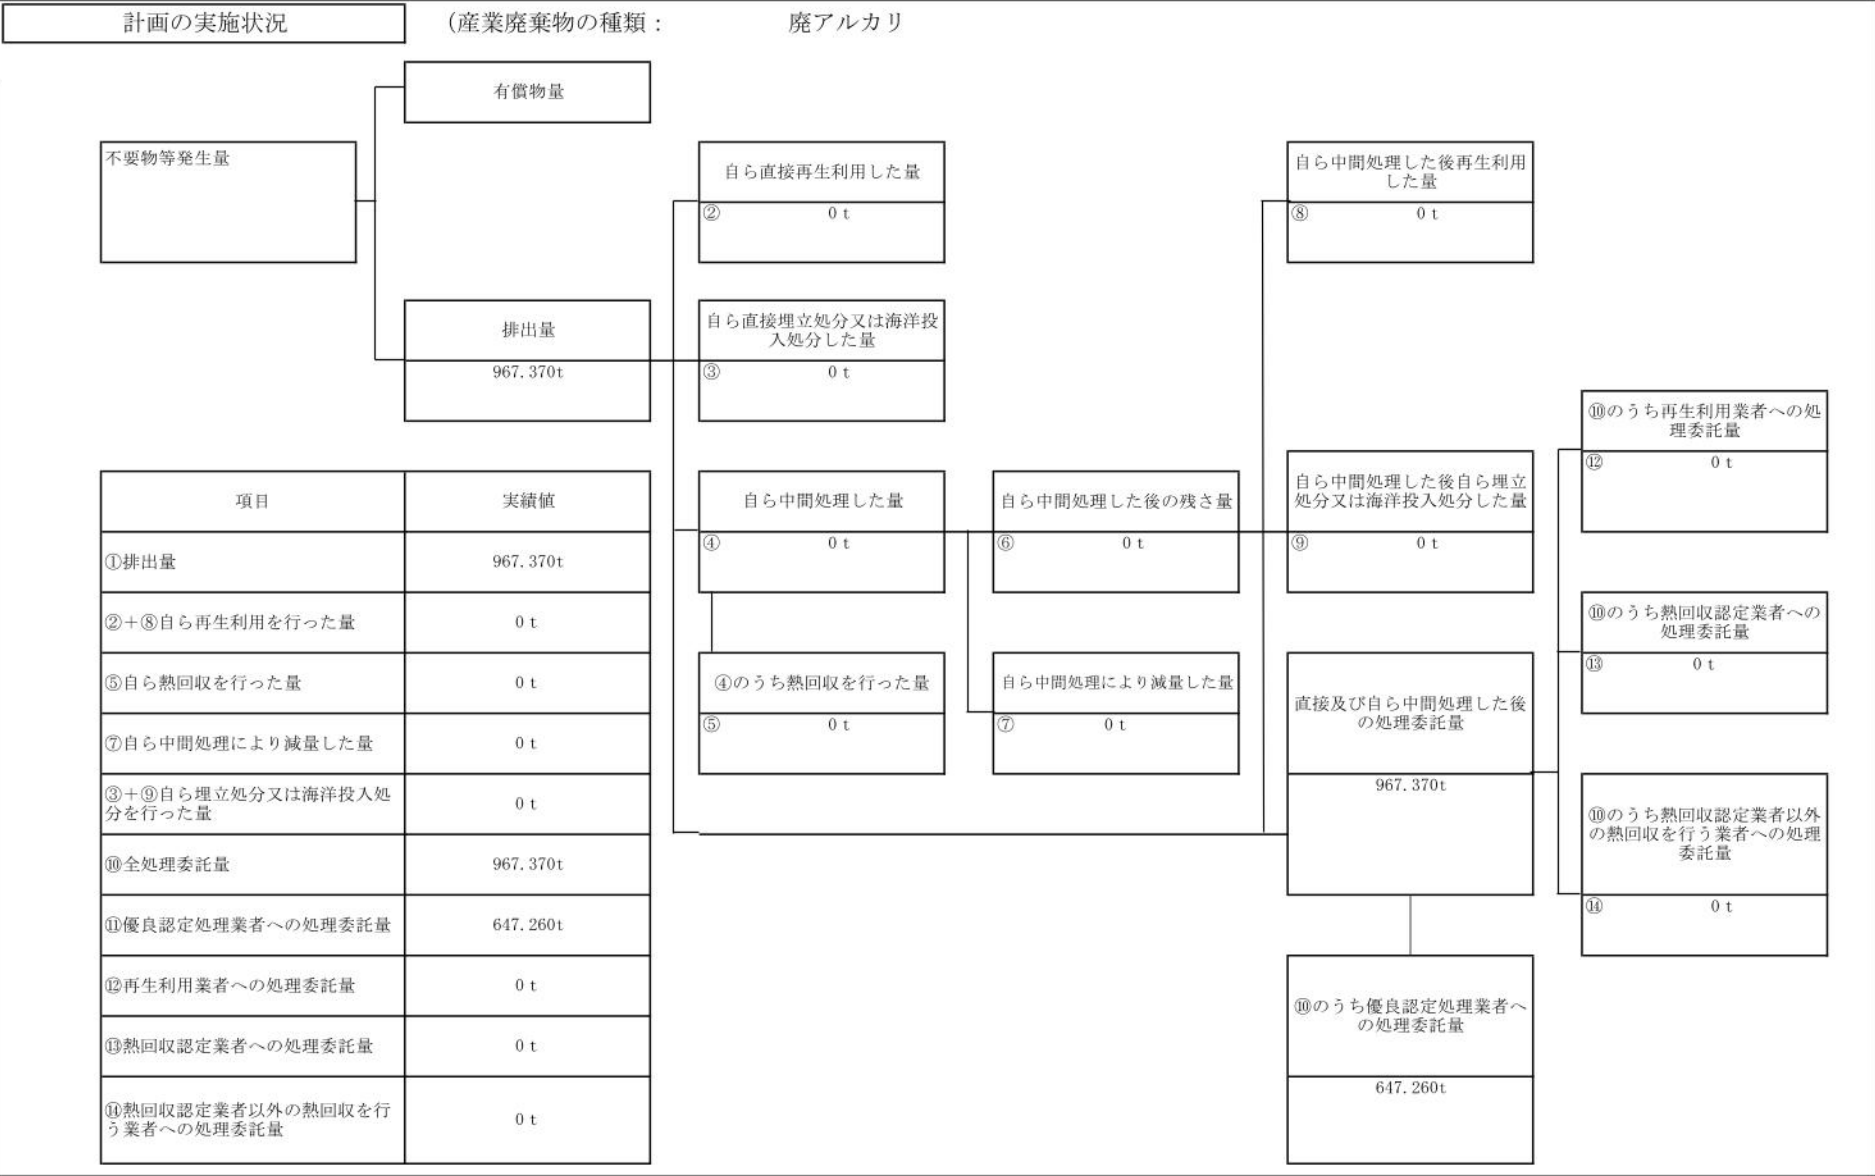 計画の実施状況
（産業廃棄物の種類： 廃アルカリ
有償物量
不要物等発生量
自ら直接再生利用した量
② 0 t
自ら中間処理した後再生利用
した量
⑧ 0 t
排出量
967.370t
自ら直接埋立処分又は海洋投
入処分した量
③ 0 t
⑩のうち再生利用業者への処
理委託量
⑫ 0 t
自ら中間処理した量
④ 0 t
自ら中間処理した後の残さ量
⑥ 0 t
自ら中間処理した後自ら埋立
処分又は海洋投入処分した量
⑨ 0 t
⑩のうち熱回収認定業者への
処理委託量
⑬ 0 t
④のうち熱回収を行った量
⑤ 0 t
自ら中間処理により減量した量
⑦ 0 t
直接及び自ら中間処理した後
の処理委託量
967.370t
⑩のうち熱回収認定業者以外
の熱回収を行う業者への処理
委託量
⑭ 0 t
⑩のうち優良認定処理業者へ
の処理委託量
647.260t
項目 実績値
①排出量 967.370t
②＋⑧自ら再生利用を行った量 0 t
⑤自ら熱回収を行った量 0 t
⑦自ら中間処理により減量した量 0 t
③＋⑨自ら埋立処分又は海洋投入処
分を行った量 0 t
⑩全処理委託量 967.370t
⑪優良認定処理業者への処理委託量 647.260t
⑫再生利用業者への処理委託量 0 t
⑬熱回収認定業者への処理委託量 0 t
⑭熱回収認定業者以外の熱回収を行
う業者への処理委託量 0 t